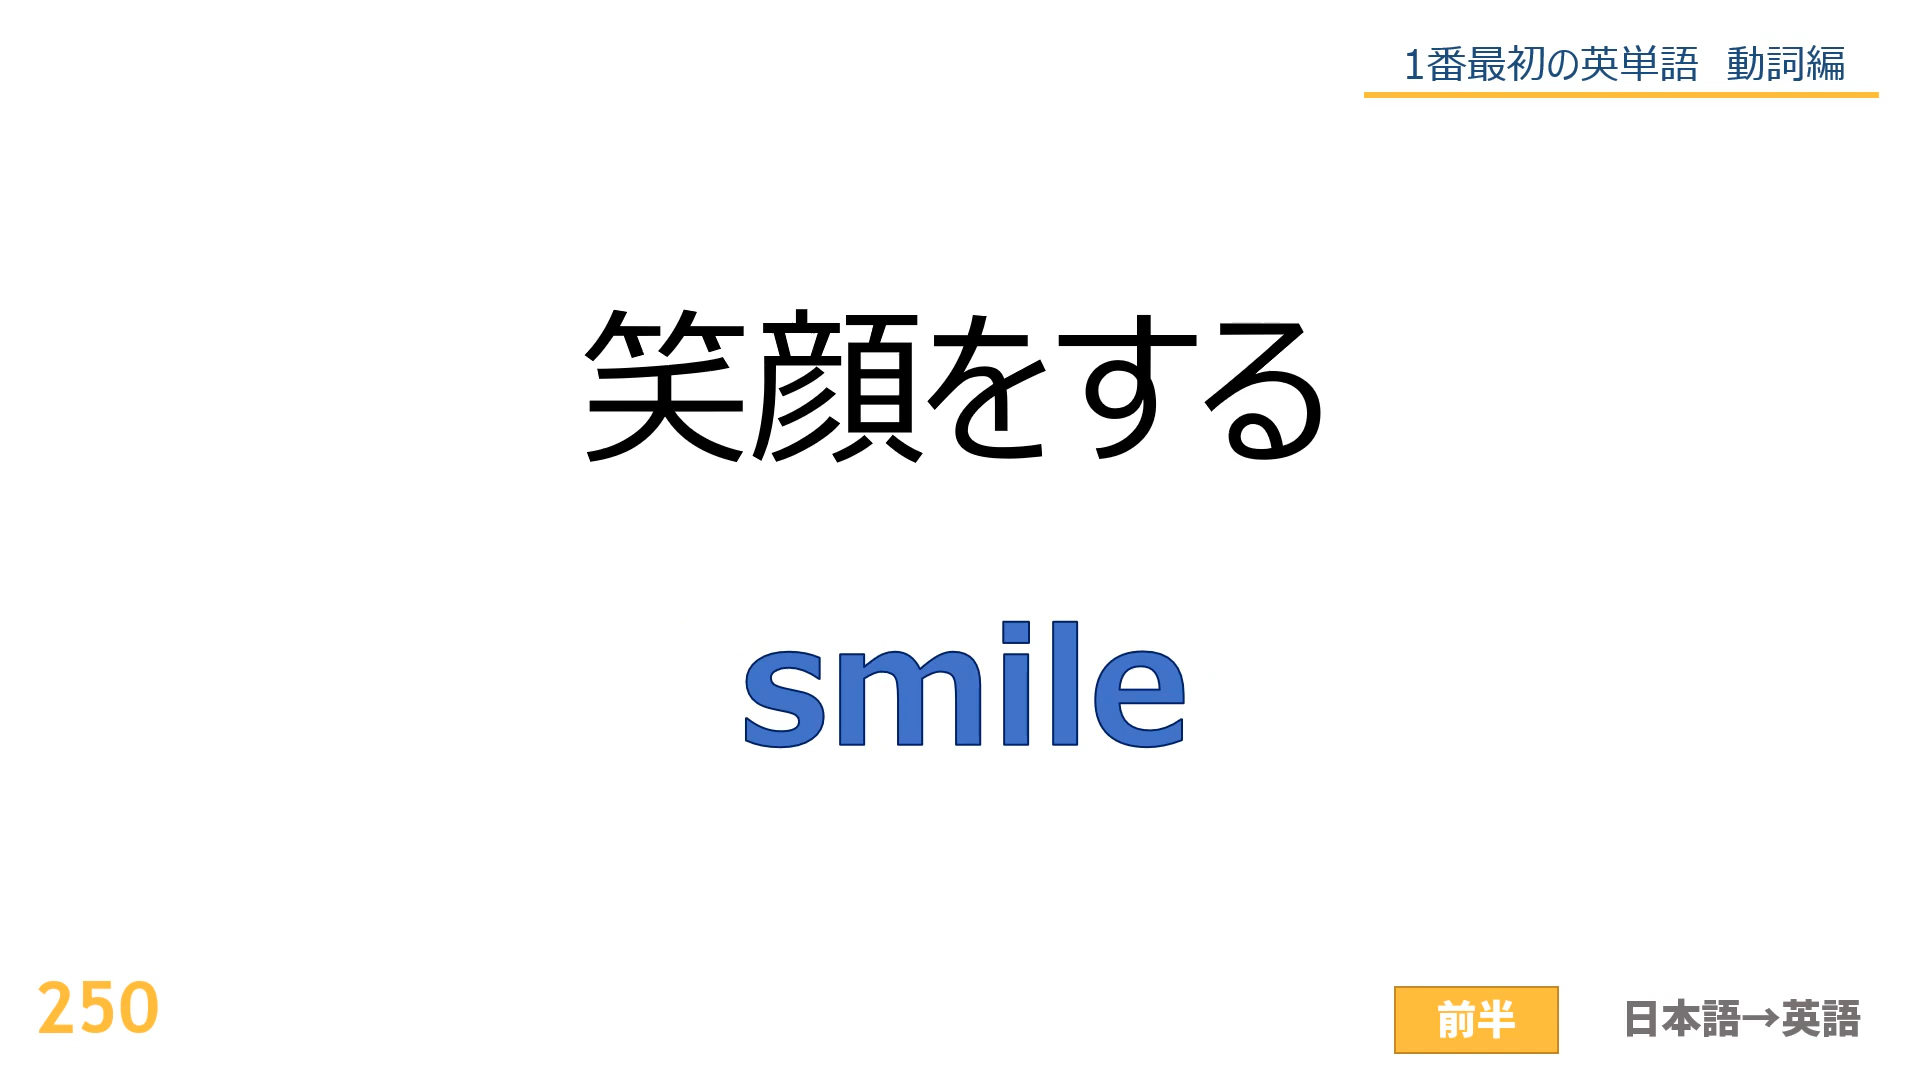 1番最初の英単語　動詞編
笑顔をする
smile
250
前半
日本語→英語